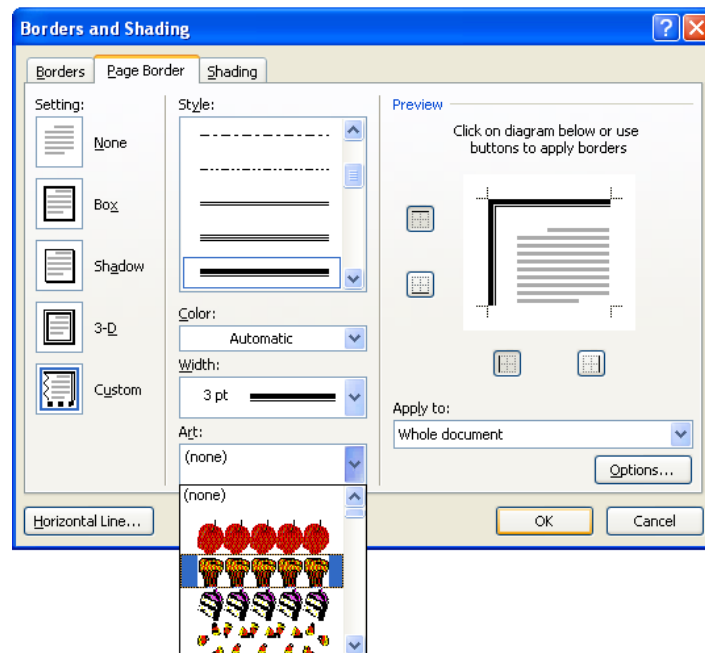 Borders and Shading
Borders
Page Border
Shading
Setting:
None
Box
Shadow
3-D
Custom
Style:
Color:
Automatic
Width:
3 pt
Art:
(none)
(none)
Preview
Click on diagram below or use
buttons to apply borders
Apply to:
Whole document
Options...
Horizontal Line...
OK
Cancel